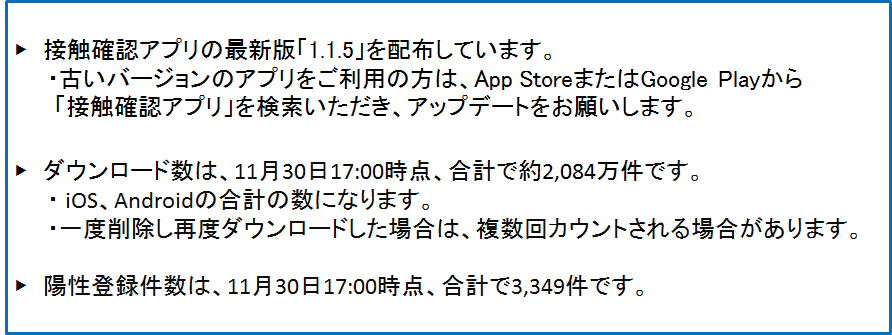 ▶ 接触確認アプリの最新版「1.1.5」を配布しています。
・古いバージョンのアプリをご利用の方は、App StoreまたはGoogle Playから
「接触確認アプリ」を検索いただき、アップデートをお願いします。
▶ ダウンロード数は、11月30日17:00時点、合計で約2,084万件です。
・ iOS、Androidの合計の数になります。
・一度削除し再度ダウンロードした場合は、複数回カウントされる場合があります。
▶ 陽性登録件数は、11月30日17:00時点、合計で3,349件です。